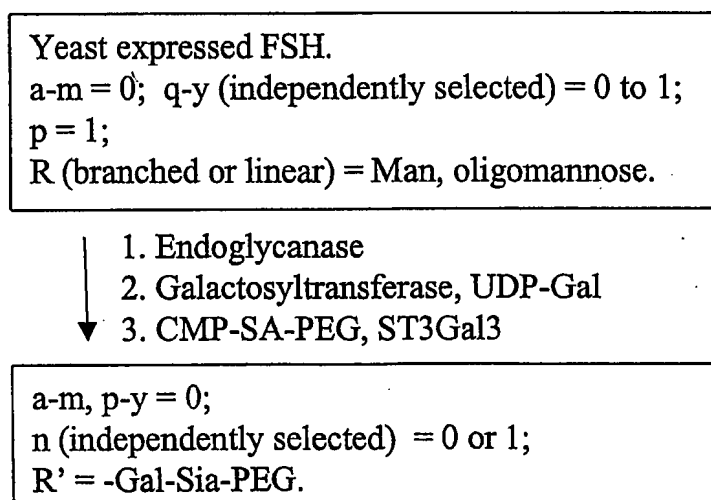 Yeast expressed FSH.
a-m = 0; q-y (independently selected) = 0 to 1;
p = 1;
R (branched or linear) = Man, oligomannose.
1. Endoglycanase
2. Galactosyltransferase, UDP-Gal
3. CMP-SA-PEG, ST3Gal3
a-m, p-y = 0;
n (independently selected) = 0 or 1;
R' = -Gal-Sia-PEG.